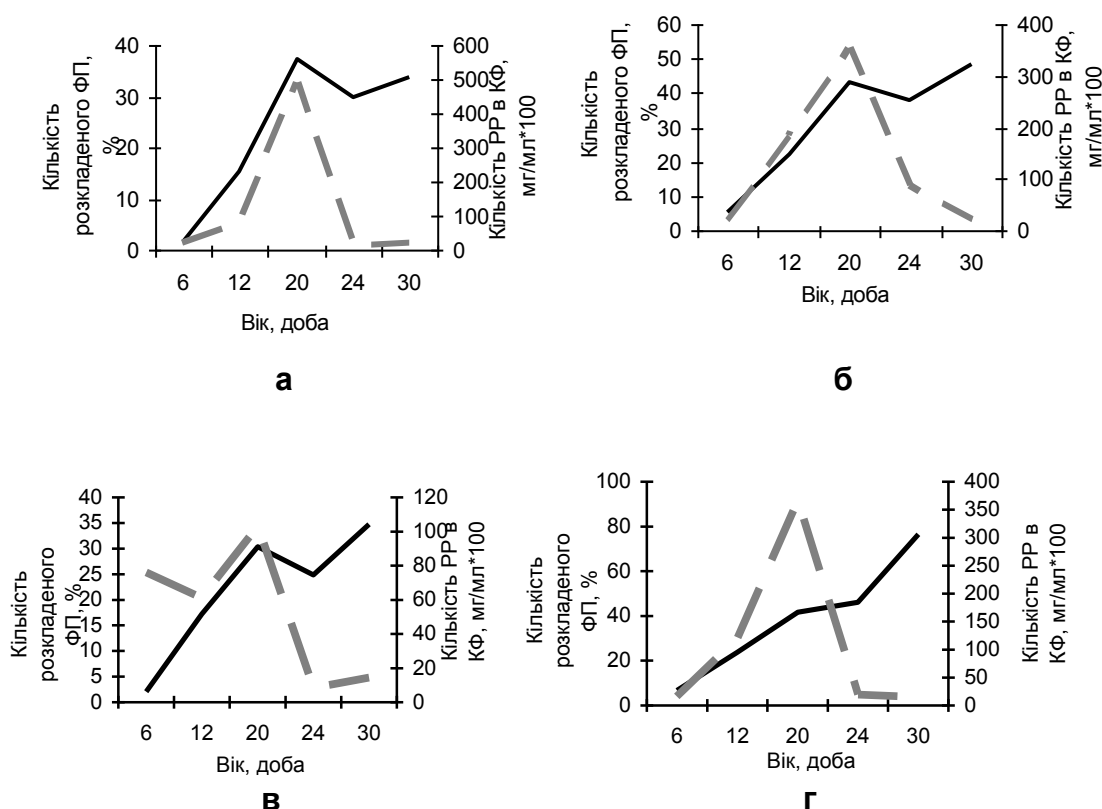 Кількість
розкладеного ФП,
%
40
30
20
10
0
600
500
400
300
200
100
0
Кількість РР в КФ,
мг/мл*100
6 12 20 24 30
Вік, доба
а
Кількість
розкладеного ФП,
%
60
50
40
30
20
10
0
400
300
200
100
0
Кількість РР в КФ,
мг/мл*100
6 12 20 24 30
Вік, доба
б
Кількість
розкладеного
ФП, %
40
35
30
25
20
15
10
5
0
120
100
80
60
40
20
0
Кількість РР в
КФ, мг/мл*100
6 12 20 24 30
Вік, доба
в
Кількість
розкладеного
ФП, %
100
80
60
40
20
0
400
350
300
250
200
150
100
50
0
Кількість РР в
КФ, мг/мл*100
6 12 20 24 30
Вік, доба
г